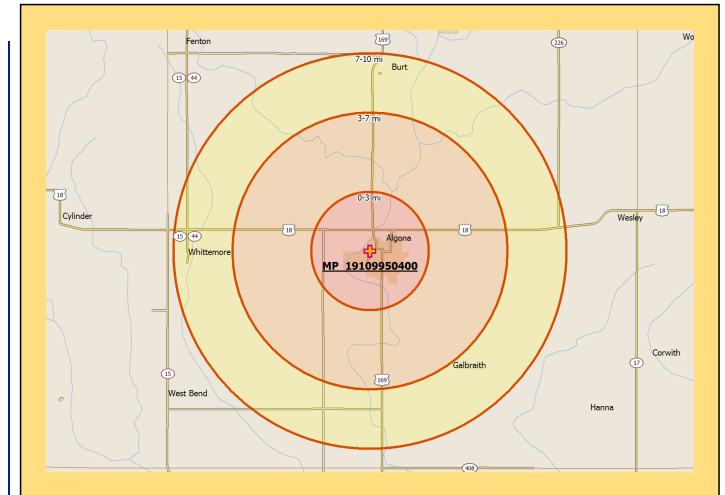 Fenton
169
226
Wo
7-10 mi
Burt
15 44
3-7 mi
18
0-3 mi
18
Cylinder
Wesley
18
18
15 44
Algona
Whittemore
MP 19109950400
Corwith
17
Galbraith
15
169
West Bend
Hanna
408